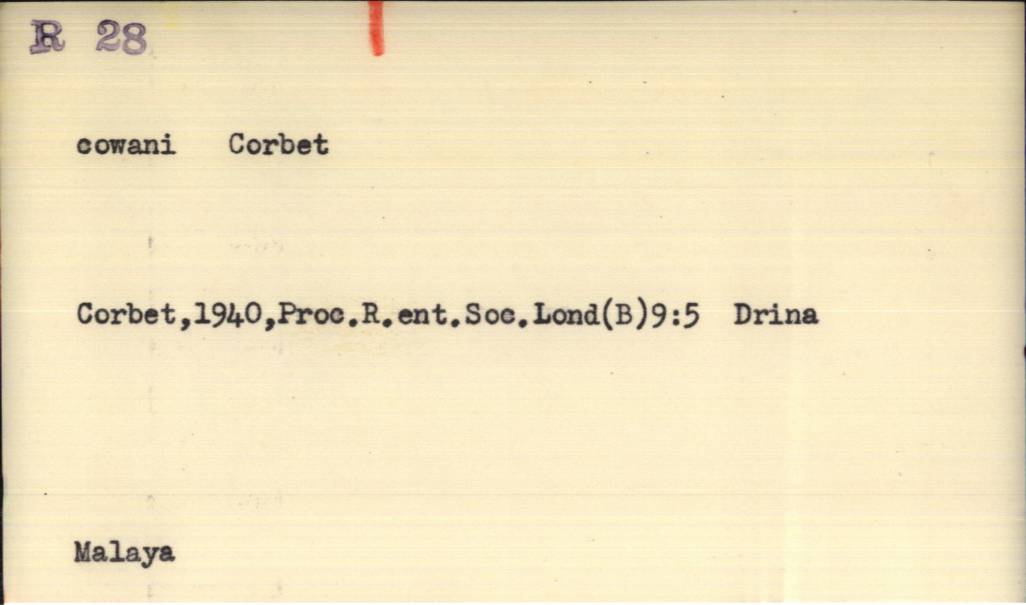 R 28
cowani Corbet
Corbet,1940,Proc.R.ent.Soc.Lond(B)9:5 Drina
Malaya